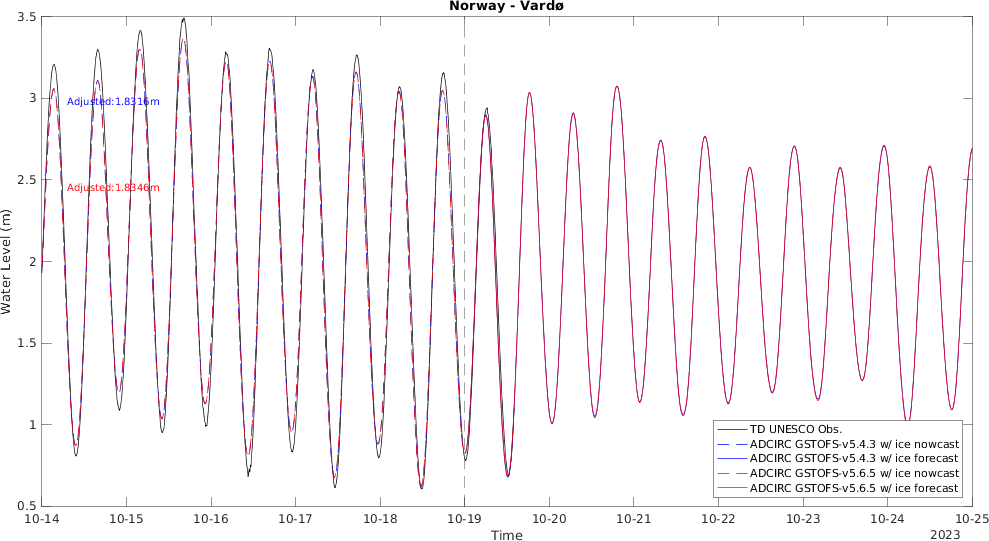 Norway - Vardø
3.5
3
2.5
2
1.5
1
0.5
Water Level (m)
Adjusted:1.8316m
Adjusted:1.8346m
TD UNESCO Obs.
ADCIRC GSTOFS-v5.4.3 w/ ice nowcast
ADCIRC GSTOFS-v5.4.3 w/ ice forecast
ADCIRC GSTOFS-v5.6.5 w/ ice nowcast
ADCIRC GSTOFS-v5.6.5 w/ ice forecast
10-14 10-15 10-16 10-17 10-18 10-19 10-20 10-21 10-22 10-23 10-24 10-25
Time
2023